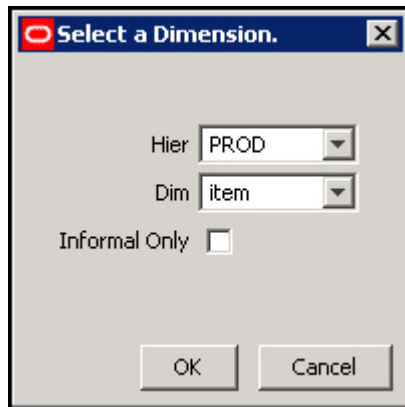 Select a Dimension.
Hier PROD
Dim item
Informal Only
OK Cancel